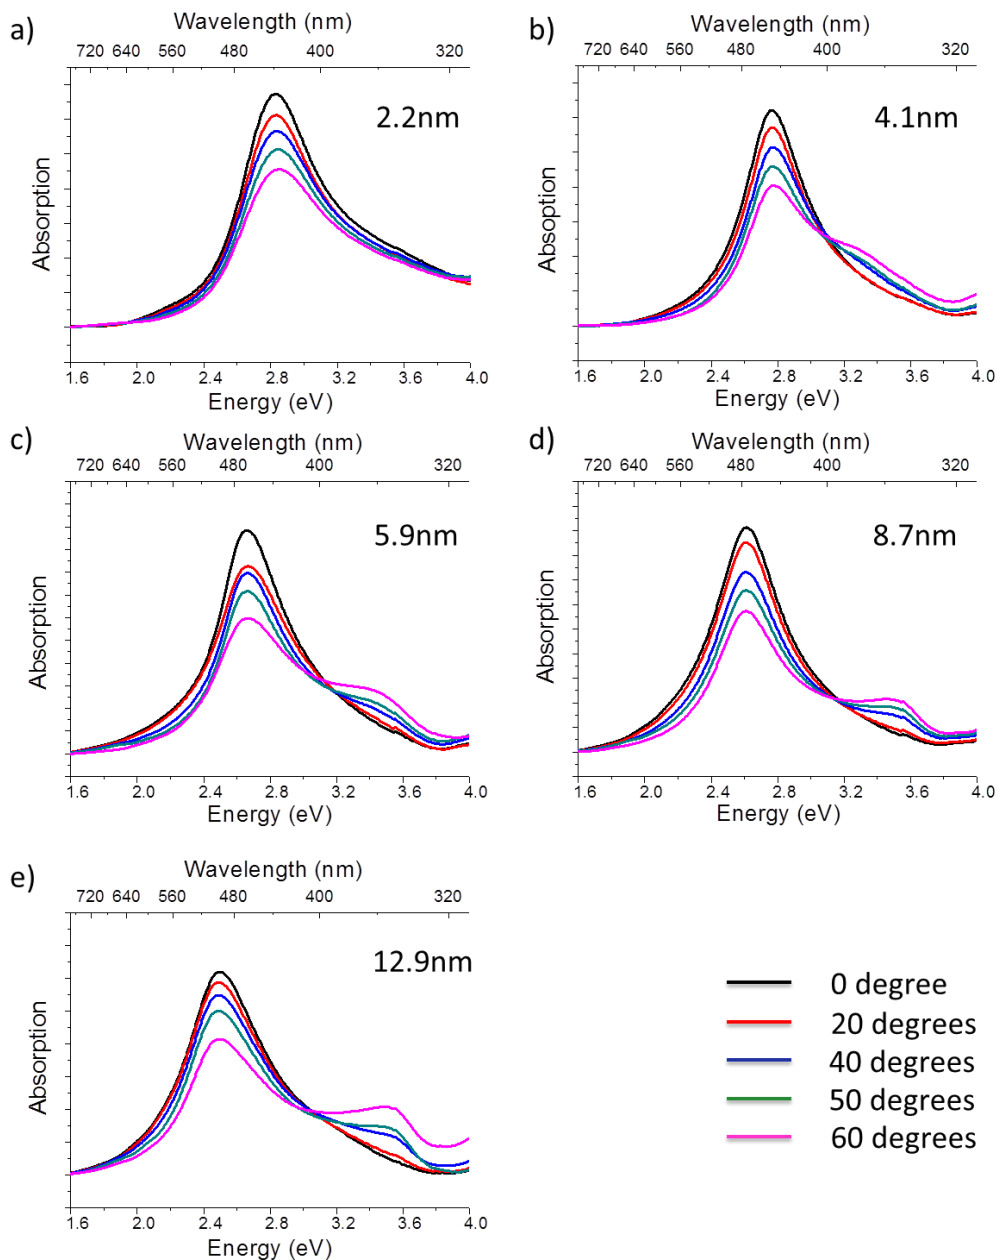 a)
Wavelength (nm)
720 640 560 480 400 320
2.2nm
Absorption
1.6 2.0 2.4 2.8 3.2 3.6 4.0
Energy (eV)
b)
Wavelength (nm)
720 640 560 480 400 320
4.1nm
Absoption
1.6 2.0 2.4 2.8 3.2 3.6 4.0
Energy (eV)
c)
Wavelength (nm)
720 640 560 480 400 320
5.9nm
Absorption
1.6 2.0 2.4 2.8 3.2 3.6 4.0
Energy (eV)
d)
Wavelength (nm)
720 640 560 480 400 320
8.7nm
Absorption
1.6 2.0 2.4 2.8 3.2 3.6 4.0
Energy (eV)
e)
Wavelength (nm)
720 640 560 480 400 320
12.9nm
Absorption
1.6 2.0 2.4 2.8 3.2 3.6 4.0
Energy (eV)
0 degree
20 degrees
40 degrees
50 degrees
60 degrees